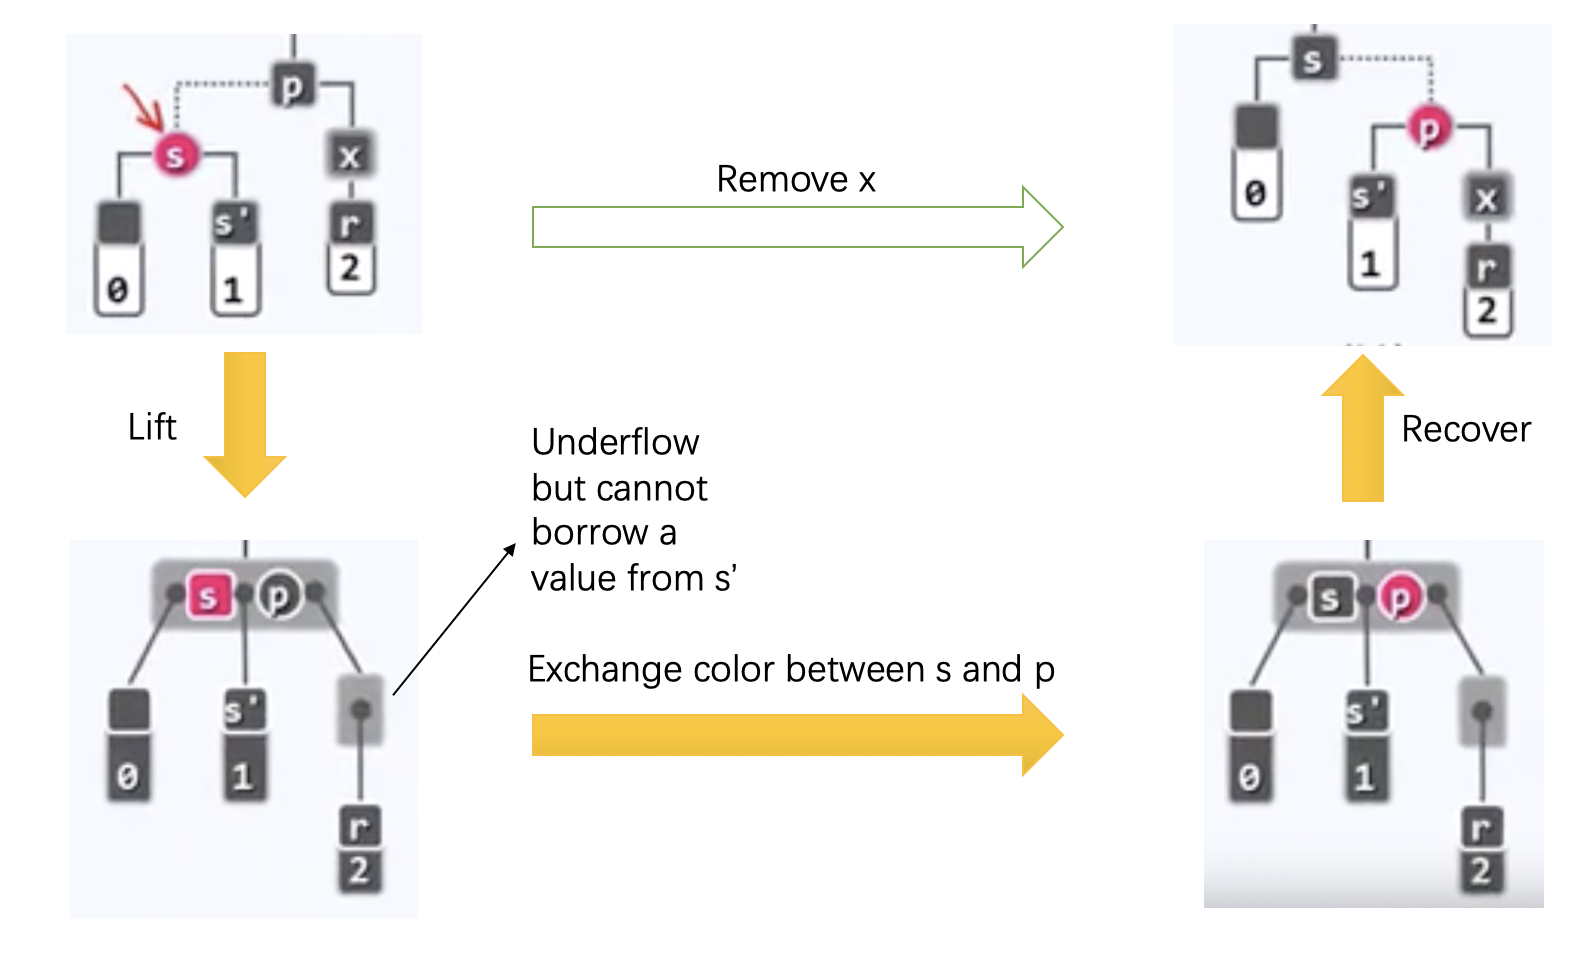 p
s
x
s'
r
0
1
2
Remove x
s
p
0
s'
x
1
r
2
Lift
Recover
Underflow
but cannot
borrow a
value from s’
s p
s'
0
1
r
2
Exchange color between s and p
s p
s'
0
1
r
2